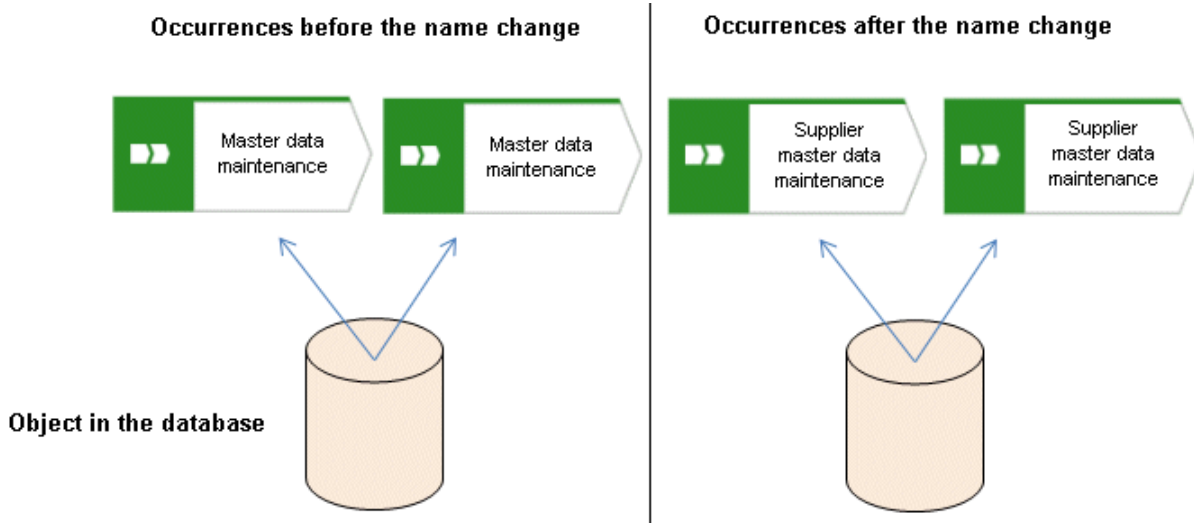 Occurrences before the name change
Occurrences after the name change
Master data
maintenance
Master data
maintenance
Supplier
master data
maintenance
Supplier
master data
maintenance
Object in the database